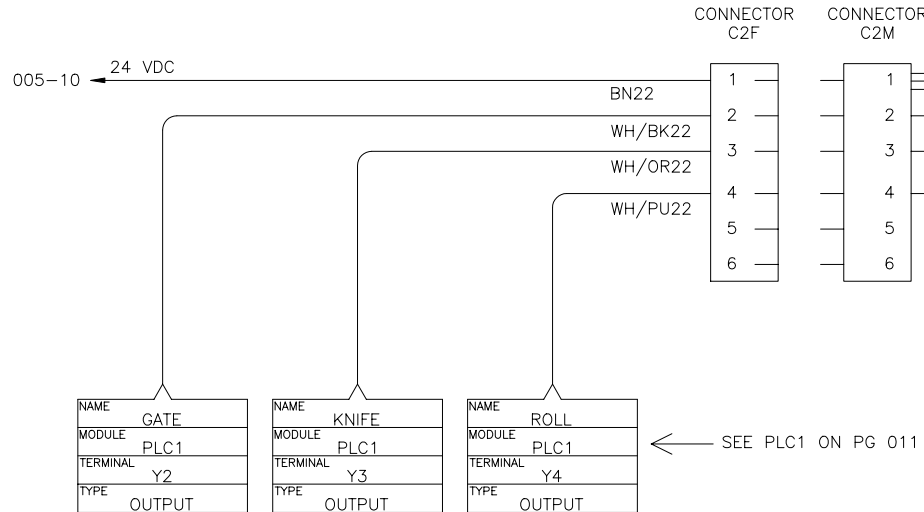 CONNECTOR
C2F
CONNECTOR
C2M
005-10
24 VDC
1
BN22
2
WH/BK22
3
WH/OR22
4
WH/PU22
5
6
1
2
3
4
5
6
NAME
GATE
MODULE
PLC1
TERMINAL
Y2
TYPE
OUTPUT
NAME
KNIFE
MODULE
PLC1
TERMINAL
Y3
TYPE
OUTPUT
NAME
ROLL
MODULE
PLC1
TERMINAL
Y4
TYPE
OUTPUT
SEE PLC1 ON PG 011